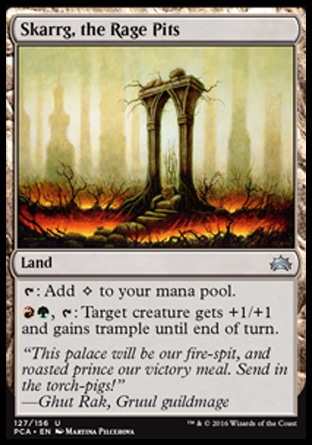 Skarrg, the Rage Pits
Land
: Add to your mana pool.
, : Target creature gets +1/+1
and gains trample until end of turn.
"This palace will be our fire-spit, and
roasted prince our victory meal. Send in
the torch-pigs!"
—Ghut Rak, Gruul guildmage
127/156 U
PCA • EN MARTINA PILCEROVA
™ & © 2016 Wizards of the Coast